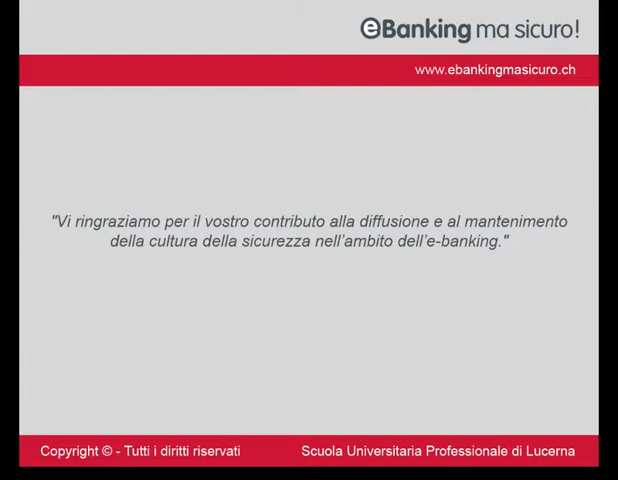 eBanking ma sicuro!
www.ebankingmasicuro.ch
"Vi ringraziamo per il vostro contributo alla diffusione e al mantenimento
della cultura della sicurezza nell'ambito dell'e-banking."
Copyright © - Tutti i diritti riservati
Scuola Universitaria Professionale di Lucerna